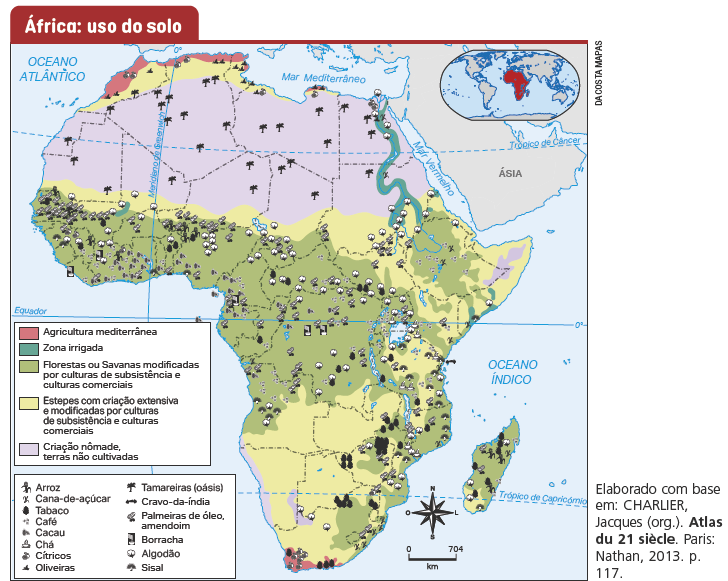 África: uso do solo
OCEANO
ATLÂNTICO
Mar Mediterrâneo
DACOSTA MAPAS
Meridiano de Greenwich
Trópico de Câncer
Mar Vermelho
ÁSIA
Equador
0°
OCEANO
ÍNDICO
Trópico de Capricórnio
Agricultura mediterrânea
Zona irrigada
Florestas ou Savanas modificadas
por culturas de subsistência e
culturas comerciais
Estepes com criação extensiva
e modificadas por culturas
de subsistência e culturas
comerciais
Criação nômade,
terras não cultivadas
Arroz
Cana-de-açúcar
Tabaco
Café
Cacau
Chá
Cítricos
Oliveiras
Tamareiras (oásis)
Cravo-da-índia
Palmeiras de óleo,
amendoim
Borracha
Algodão
Sisal
N
O
L
S
0 704
km
Elaborado com base
em: CHARLIER,
Jacques (org.). Atlas
du 21 siècle. Paris:
Nathan, 2013. p.
117.